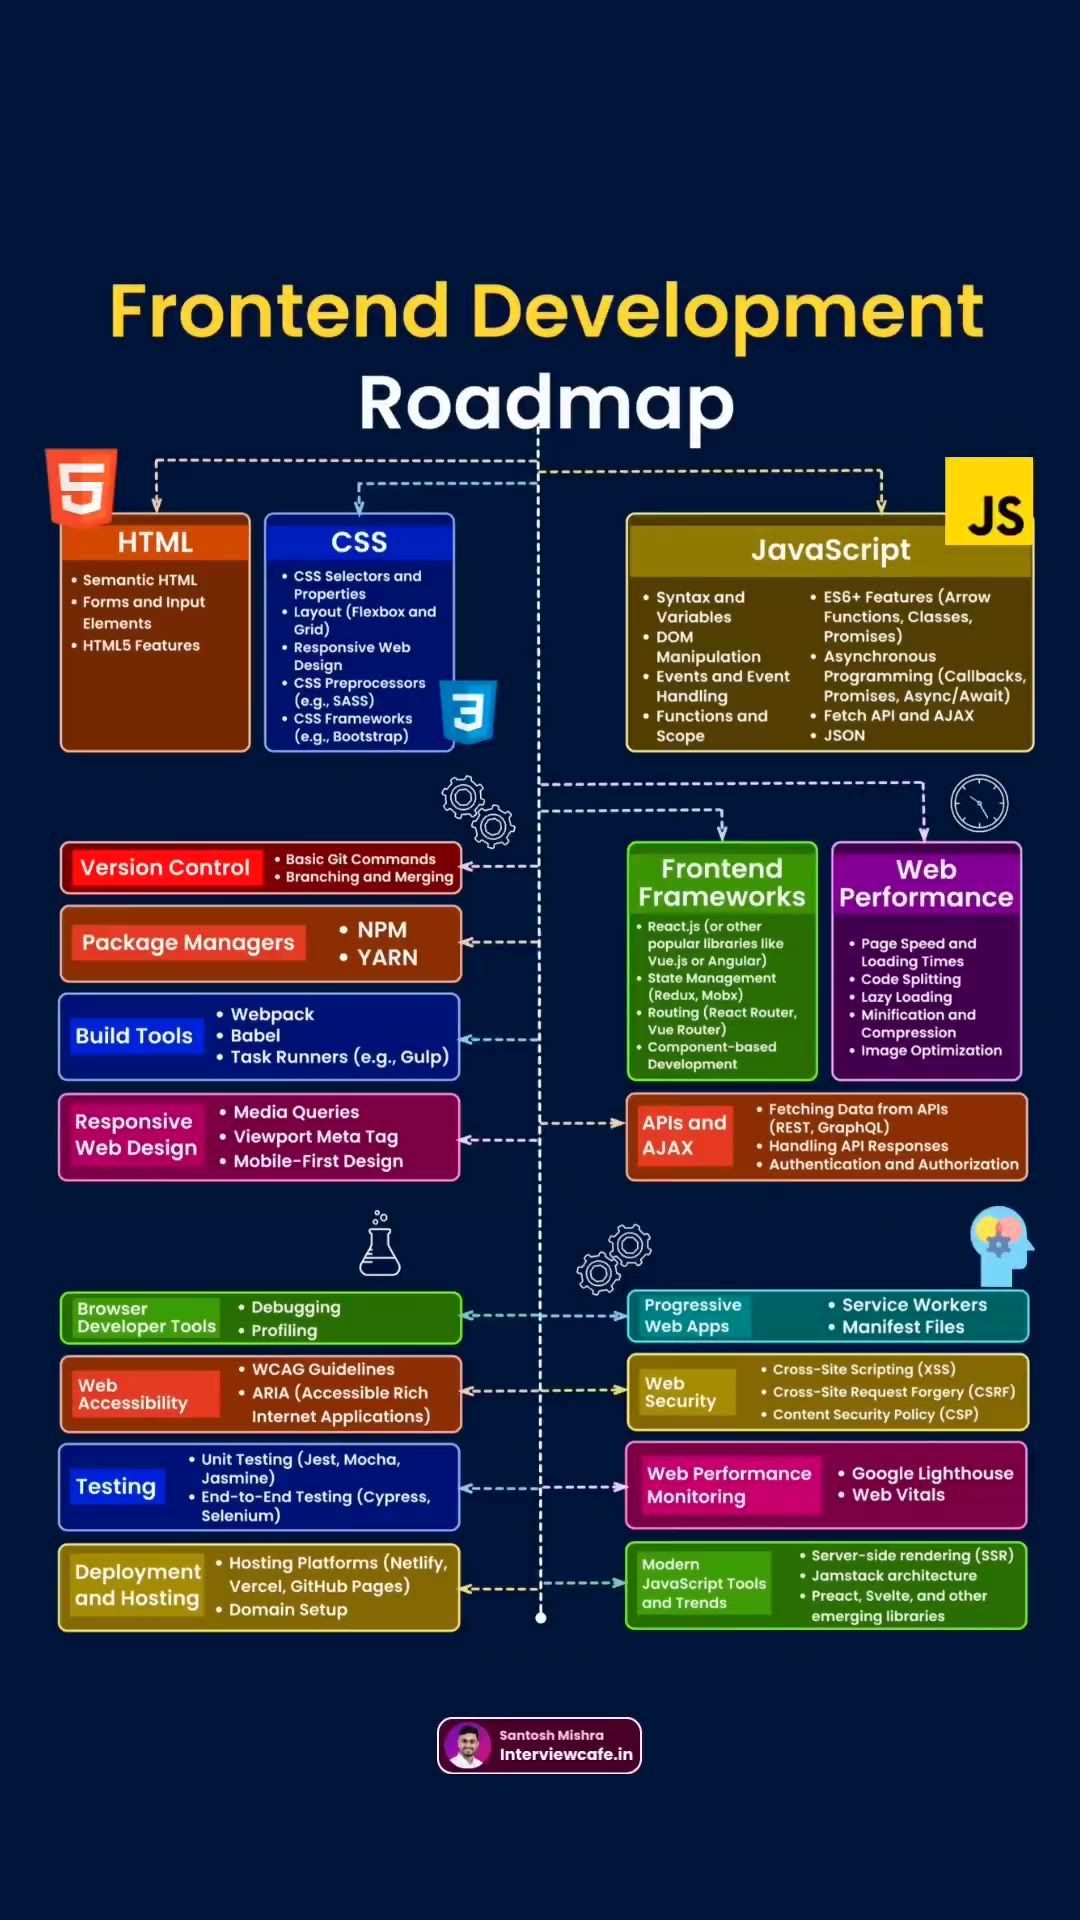 Frontend Development
Roadmap
HTML
• Semantic HTML
• Forms and Input
Elements
• HTML5 Features
CSS
• CSS Selectors and
Properties
• Layout (Flexbox and
Grid)
• Responsive Web
Design
• CSS Preprocessors
(e.g., SASS)
• CSS Frameworks
(e.g., Bootstrap)
3
JS
JavaScript
• Syntax and
Variables
• DOM
Manipulation
• Events and Event
Handling
• Functions and
Scope
• ES6+ Features (Arrow
Functions, Classes,
Promises)
• Asynchronous
Programming (Callbacks,
Promises, Async/Await)
• Fetch API and AJAX
• JSON
Version Control
• Basic Git Commands
• Branching and Merging
Package Managers
• NPM
• YARN
Build Tools
• Webpack
• Babel
• Task Runners (e.g., Gulp)
Responsive
Web Design
• Media Queries
• Viewport Meta Tag
• Mobile-First Design
Frontend
Frameworks
• React.js (or other
popular libraries like
Vue.js or Angular)
• State Management
(Redux, Mobx)
• Routing (React Router,
Vue Router)
• Component-based
Development
Web
Performance
• Page Speed and
Loading Times
• Code Splitting
• Lazy Loading
• Minification and
Compression
• Image Optimization
APIs and
AJAX
• Fetching Data from APIs
(REST, GraphQL)
• Handling API Responses
• Authentication and Authorization
Browser
Developer Tools
• Debugging
• Profiling
Web
Accessibility
• WCAG Guidelines
• ARIA (Accessible Rich
Internet Applications)
Testing
• Unit Testing (Jest, Mocha,
Jasmine)
• End-to-End Testing (Cypress,
Selenium)
Deployment
and Hosting
• Hosting Platforms (Netlify,
Vercel, GitHub Pages)
• Domain Setup
Progressive
Web Apps
• Service Workers
• Manifest Files
Web
Security
• Cross-Site Scripting (XSS)
• Cross-Site Request Forgery (CSRF)
• Content Security Policy (CSP)
Web Performance
Monitoring
• Google Lighthouse
• Web Vitals
Modern
JavaScript Tools
and Trends
• Server-side rendering (SSR)
• Jamstack architecture
• Preact, Svelte, and other
emerging libraries
Santosh Mishra
Interviewcafe.in